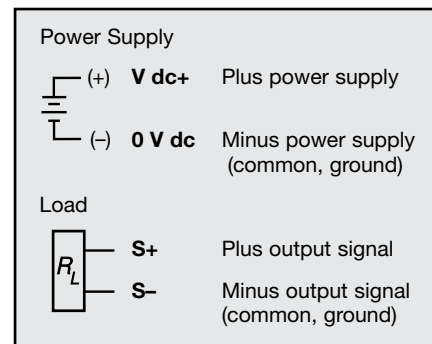 Power Supply
(+) V dc+ Plus power supply
(–) 0 V dc Minus power supply
(common, ground)
Load
R_L S+ Plus output signal
S– Minus output signal
(common, ground)